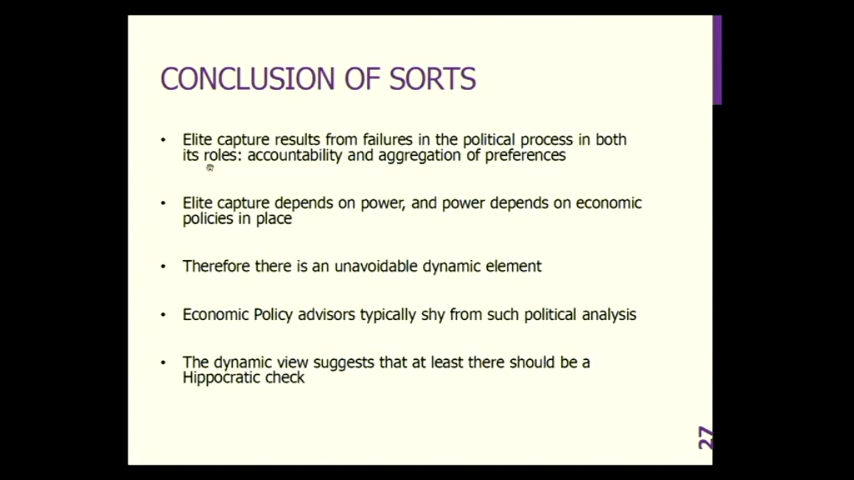 CONCLUSION OF SORTS
• Elite capture results from failures in the political process in both
its roles: accountability and aggregation of preferences
• Elite capture depends on power, and power depends on economic
policies in place
• Therefore there is an unavoidable dynamic element
• Economic Policy advisors typically shy from such political analysis
• The dynamic view suggests that at least there should be a
Hippocratic check
27